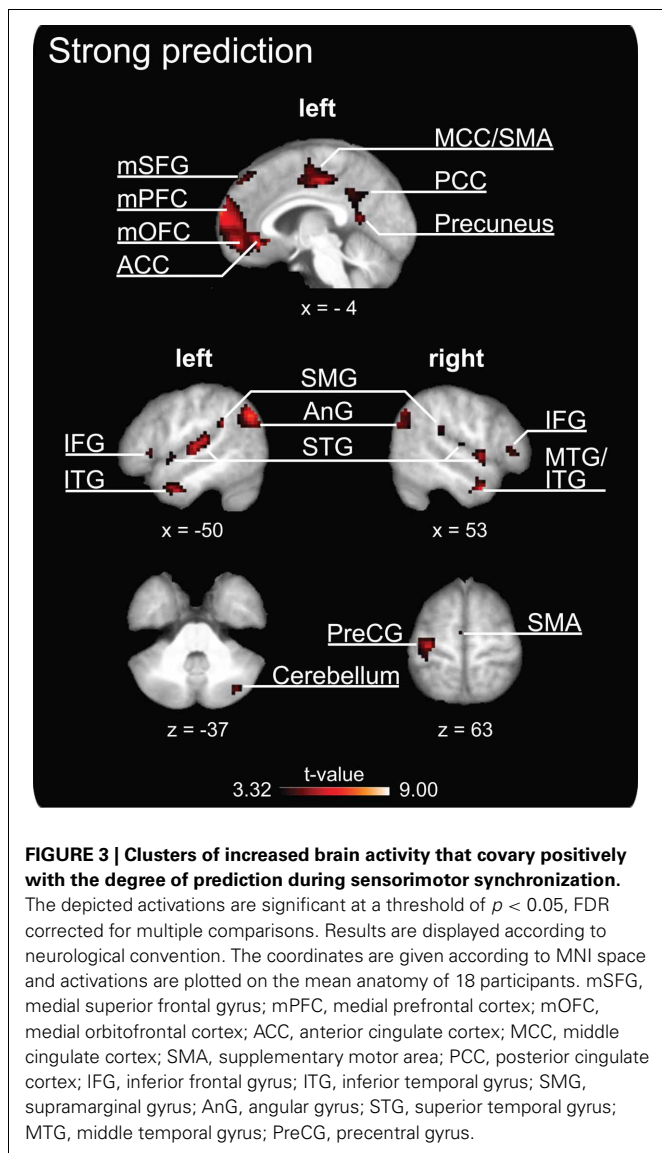 Strong prediction
left
mSFG
mPFC
mOFC
ACC
MCC/SMA
PCC
Precuneus
x = - 4
left
right
SMG
AnG
STG
IFG
ITG
IFG
MTG/
ITG
x = -50
x = 53
PreCG
SMA
Cerebellum
z = -37
z = 63
t-value
3.32
9.00
FIGURE 3 | Clusters of increased brain activity that covary positively
with the degree of prediction during sensorimotor synchronization.
The depicted activations are significant at a threshold of p < 0.05, FDR
corrected for multiple comparisons. Results are displayed according to
neurological convention. The coordinates are given according to MNI space
and activations are plotted on the mean anatomy of 18 participants. mSFG,
medial superior frontal gyrus; mPFC, medial prefrontal cortex; mOFC,
medial orbitofrontal cortex; ACC, anterior cingulate cortex; MCC, middle
cingulate cortex; SMA, supplementary motor area; PCC, posterior cingulate
cortex; IFG, inferior frontal gyrus; ITG, inferior temporal gyrus; SMG,
supramarginal gyrus; AnG, angular gyrus; STG, superior temporal gyrus;
MTG, middle temporal gyrus; PreCG, precentral gyrus.